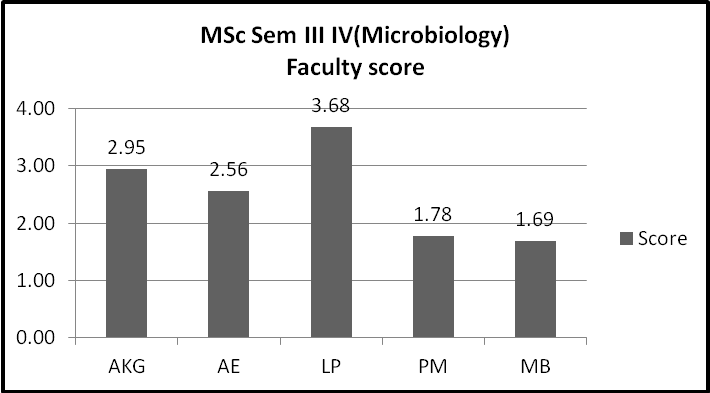 MSc Sem III IV(Microbiology)
Faculty score
4.00
3.00
2.00
1.00
0.00
2.95
2.56
3.68
1.78
1.69
AKG
AE
LP
PM
MB
Score